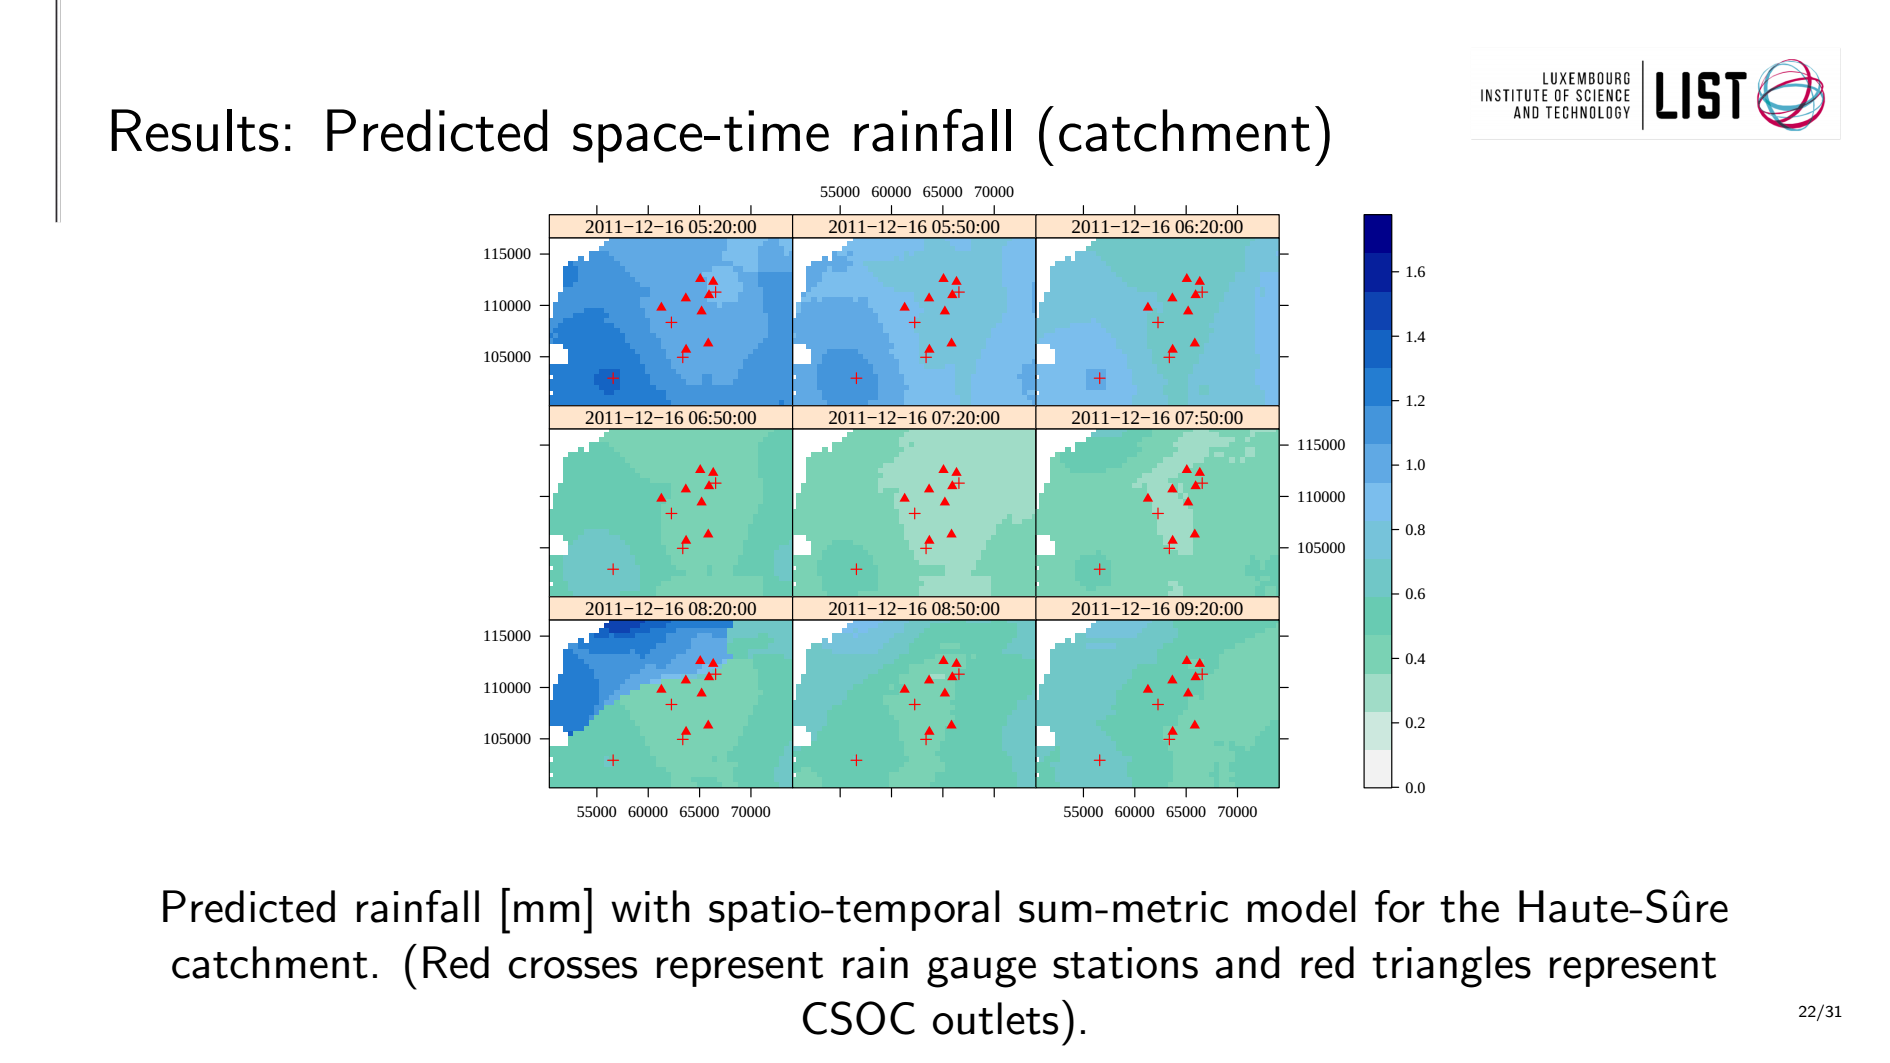 LUXEMBOURG
INSTITUTE OF SCIENCE
AND TECHNOLOGY
LIST
Results: Predicted space-time rainfall (catchment)
55000 60000 65000 70000
2011−12−16 05:20:00 2011−12−16 05:50:00 2011−12−16 06:20:00
115000
110000
105000
2011−12−16 06:50:00 2011−12−16 07:20:00 2011−12−16 07:50:00
115000
110000
105000
2011−12−16 08:20:00 2011−12−16 08:50:00 2011−12−16 09:20:00
115000
110000
105000
55000 60000 65000 70000 55000 60000 65000 70000
1.6
1.4
1.2
1.0
0.8
0.6
0.4
0.2
0.0
Predicted rainfall [mm] with spatio-temporal sum-metric model for the Haute-Sûre
catchment. (Red crosses represent rain gauge stations and red triangles represent
CSOC outlets).
22/31